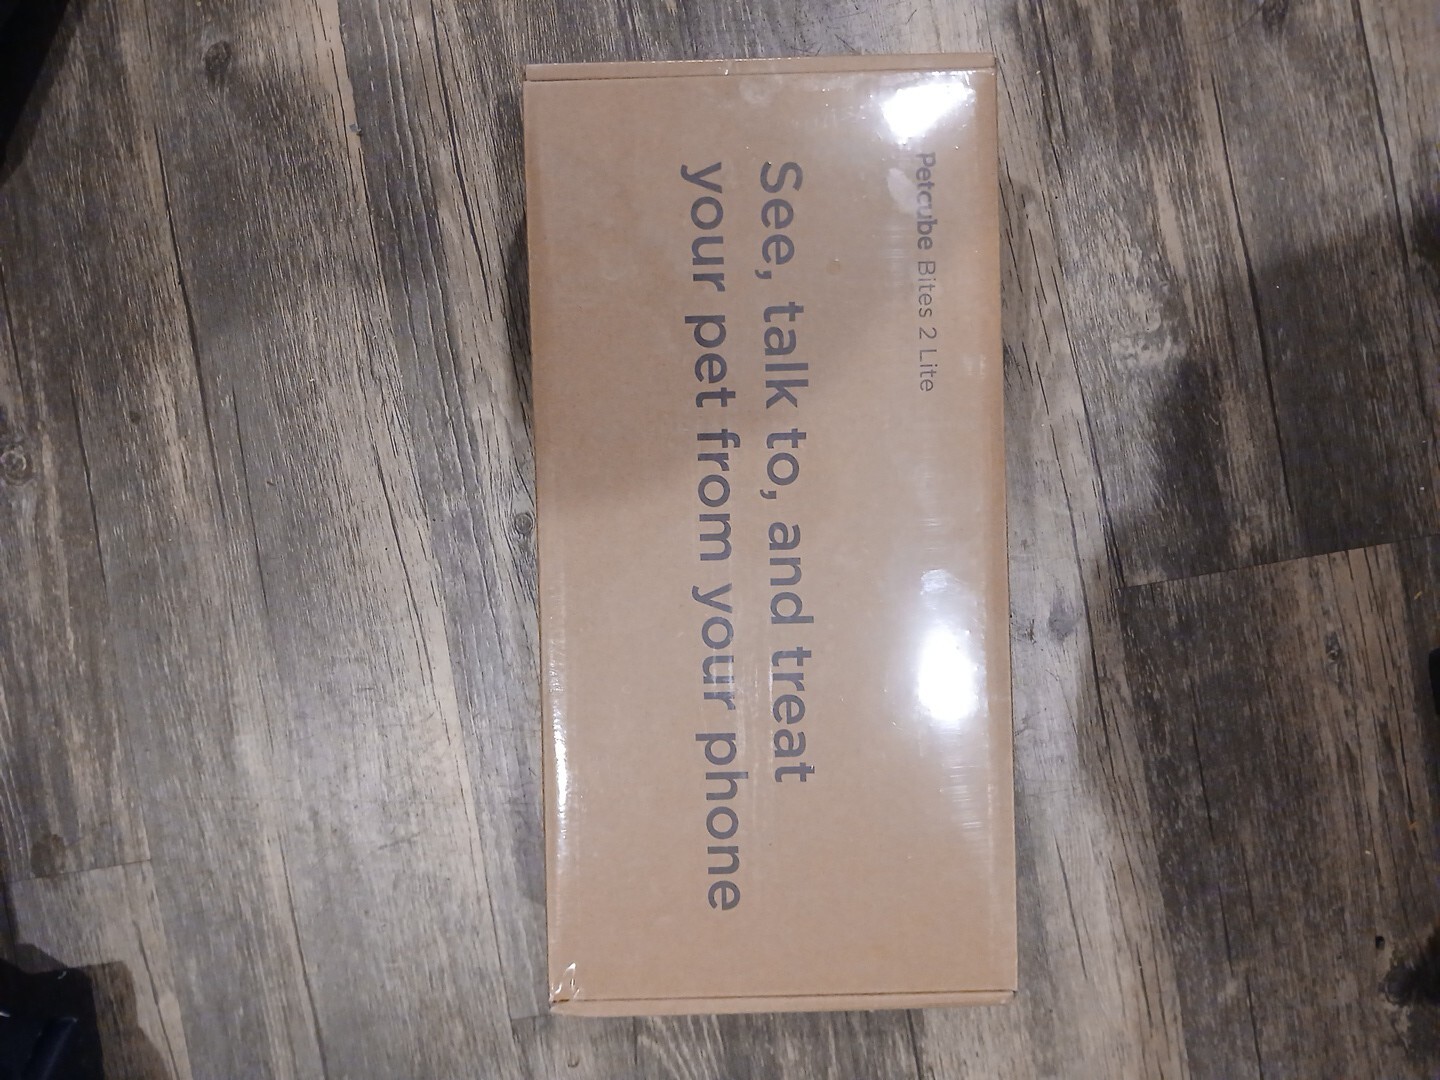 Petcube Bites 2 Lite
See, talk to, and treat
your pet from your phone